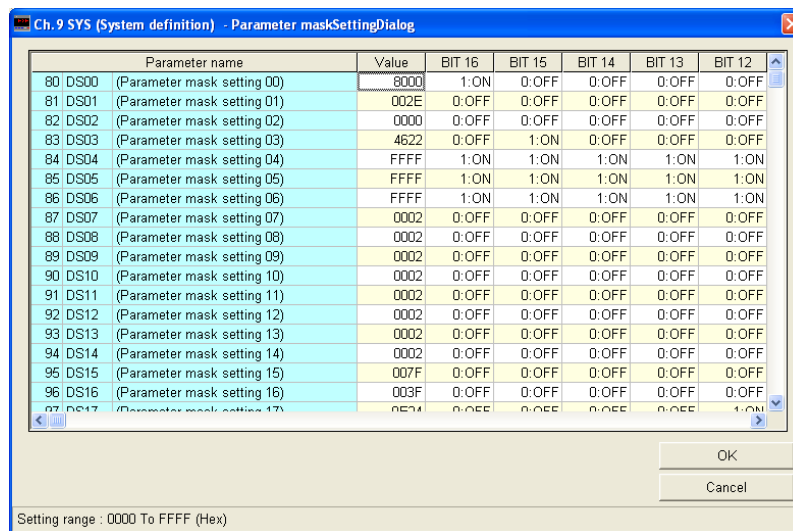 Ch. 9 SYS (System definition) - Parameter maskSettingDialog
Parameter name Value BIT 16 BIT 15 BIT 14 BIT 13 BIT 12
80 DS00 (Parameter mask setting 00) 8000 1:ON 0:OFF 0:OFF 0:OFF 0:OFF
81 DS01 (Parameter mask setting 01) 002E 0:OFF 0:OFF 0:OFF 0:OFF 0:OFF
82 DS02 (Parameter mask setting 02) 0000 0:OFF 0:OFF 0:OFF 0:OFF 0:OFF
83 DS03 (Parameter mask setting 03) 4622 0:OFF 1:ON 0:OFF 0:OFF 0:OFF
84 DS04 (Parameter mask setting 04) FFFF 1:ON 1:ON 1:ON 1:ON 1:ON
85 DS05 (Parameter mask setting 05) FFFF 1:ON 1:ON 1:ON 1:ON 1:ON
86 DS06 (Parameter mask setting 06) FFFF 1:ON 1:ON 1:ON 1:ON 1:ON
87 DS07 (Parameter mask setting 07) 0002 0:OFF 0:OFF 0:OFF 0:OFF 0:OFF
88 DS08 (Parameter mask setting 08) 0002 0:OFF 0:OFF 0:OFF 0:OFF 0:OFF
89 DS09 (Parameter mask setting 09) 0002 0:OFF 0:OFF 0:OFF 0:OFF 0:OFF
90 DS10 (Parameter mask setting 10) 0002 0:OFF 0:OFF 0:OFF 0:OFF 0:OFF
91 DS11 (Parameter mask setting 11) 0002 0:OFF 0:OFF 0:OFF 0:OFF 0:OFF
92 DS12 (Parameter mask setting 12) 0002 0:OFF 0:OFF 0:OFF 0:OFF 0:OFF
93 DS13 (Parameter mask setting 13) 0002 0:OFF 0:OFF 0:OFF 0:OFF 0:OFF
94 DS14 (Parameter mask setting 14) 0002 0:OFF 0:OFF 0:OFF 0:OFF 0:OFF
95 DS15 (Parameter mask setting 15) 007F 0:OFF 0:OFF 0:OFF 0:OFF 0:OFF
96 DS16 (Parameter mask setting 16) 003F 0:OFF 0:OFF 0:OFF 0:OFF 0:OFF
97 DS17 (Parameter mask setting 17) 0:OFF 0:OFF 0:OFF 0:OFF 1:ON
OK
Cancel
Setting range : 0000 To FFFF (Hex)